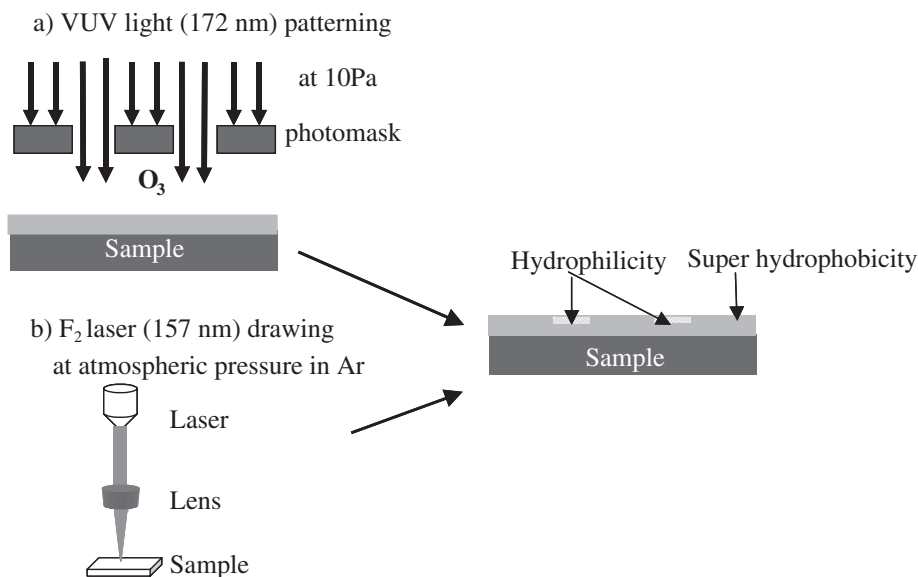 a) VUV light (172 nm) patterning
at 10Pa
photomask
O₃
Sample
b) F₂ laser (157 nm) drawing
at atmospheric pressure in Ar
Laser
Lens
Sample
Hydrophilicity
Super hydrophobicity
Sample